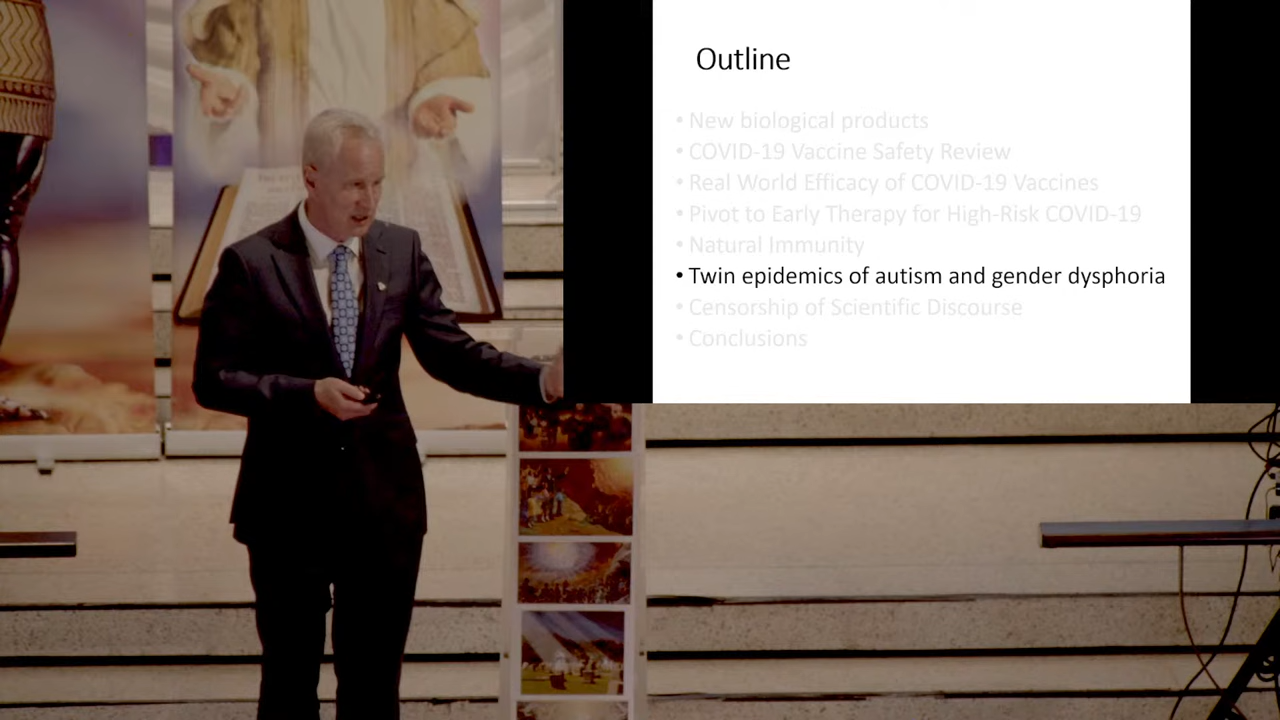 Outline
• New biological products
• COVID-19 Vaccine Safety Review
• Real World Efficacy of COVID-19 Vaccines
• Pivot to Early Therapy for High-Risk COVID-19
• Natural Immunity
• Twin epidemics of autism and gender dysphoria
• Censorship of Scientific Discourse
• Conclusions